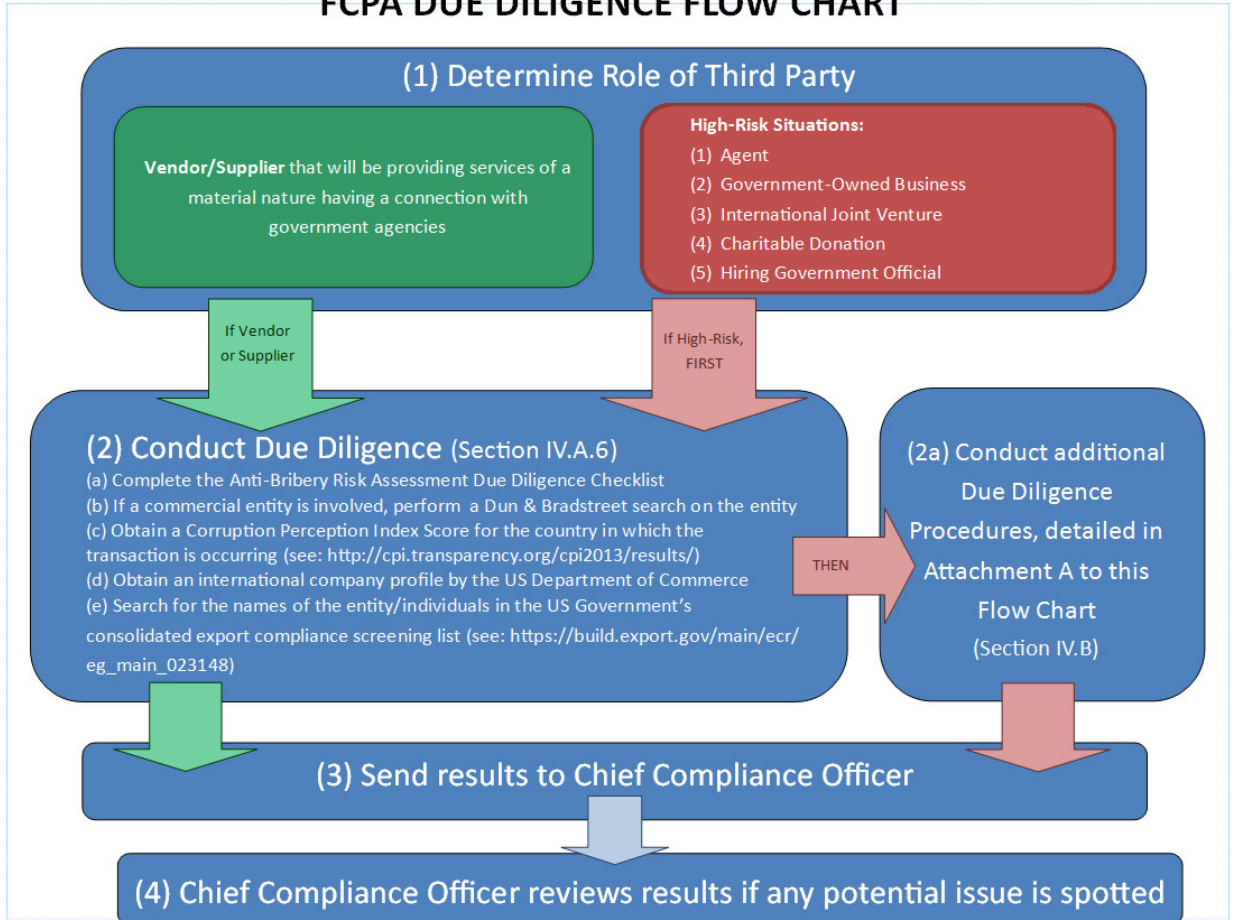 FCPA DUE DILIGENCE FLOW CHART
(1) Determine Role of Third Party
Vendor/Supplier that will be providing services of a
material nature having a connection with
government agencies
High-Risk Situations:
(1) Agent
(2) Government-Owned Business
(3) International Joint Venture
(4) Charitable Donation
(5) Hiring Government Official
If Vendor
or Supplier
If High-Risk,
FIRST
(2) Conduct Due Diligence (Section IV.A.6)
(a) Complete the Anti-Bribery Risk Assessment Due Diligence Checklist
(b) If a commercial entity is involved, perform a Dun & Bradstreet search on the entity
(c) Obtain a Corruption Perception Index Score for the country in which the
transaction is occurring (see: http://cpi.transparency.org/cpi2013/results/)
(d) Obtain an international company profile by the US Department of Commerce
(e) Search for the names of the entity/individuals in the US Government’s
consolidated export compliance screening list (see: https://build.export.gov/main/ecr/
eg_main_023148)
THEN
(2a) Conduct additional
Due Diligence
Procedures, detailed in
Attachment A to this
Flow Chart
(Section IV.B)
(3) Send results to Chief Compliance Officer
(4) Chief Compliance Officer reviews results if any potential issue is spotted